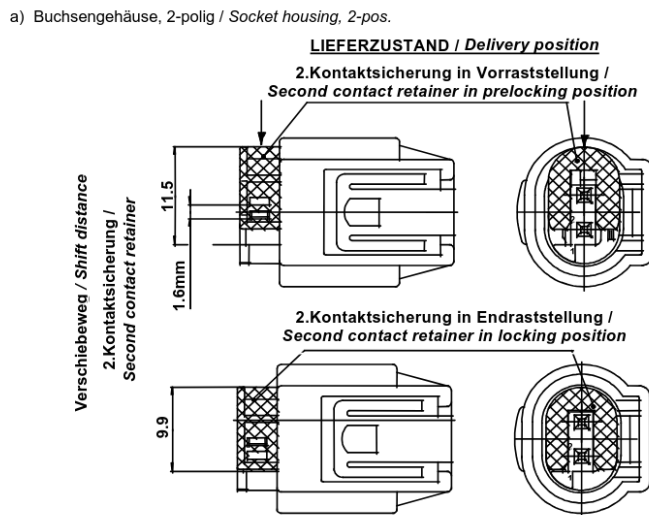 a) Buchsengehäuse, 2-polig / Socket housing, 2-pos.
LIEFERZUSTAND / Delivery position
2.Kontaktsicherung in Vorraststellung /
Second contact retainer in prelocking position
11.5
1.6mm
Verschiebeweg / Shift distance
2.Kontaktsicherung /
Second contact retainer
2.Kontaktsicherung in Endraststellung /
Second contact retainer in locking position
9.9